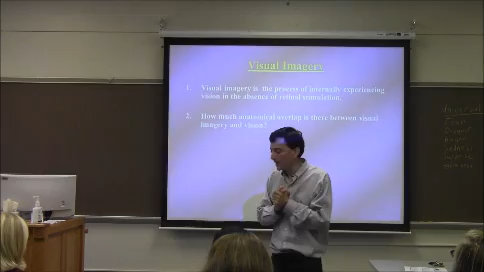 Visual Imagery
1. Visual imagery is the process of internally experiencing
vision in the absence of retinal stimulation.
2. How much anatomical overlap is there between visual
imagery and vision?